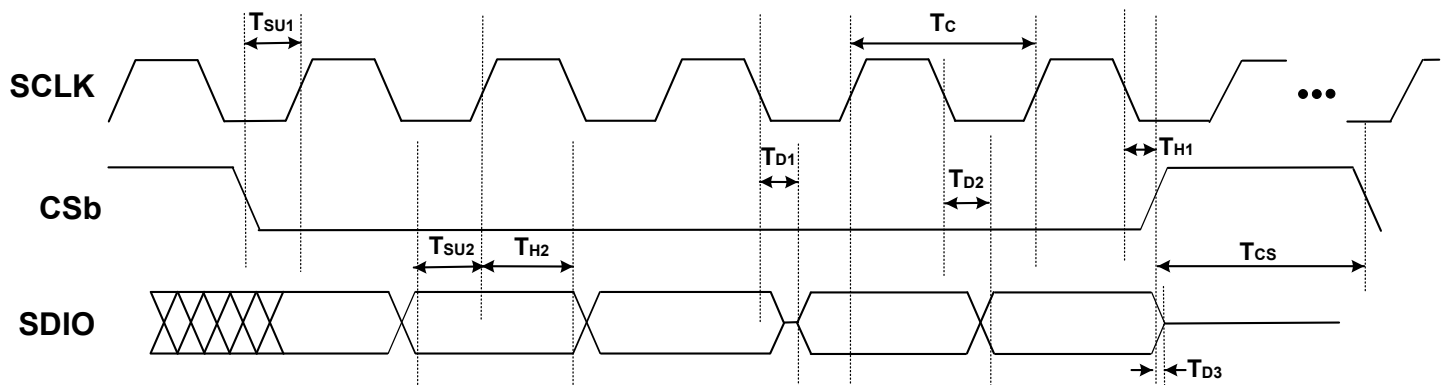 TSU1
TC
SCLK
•••
TD1
TH1
TD2
CSb
TSU2
TH2
TCS
SDIO
TD3